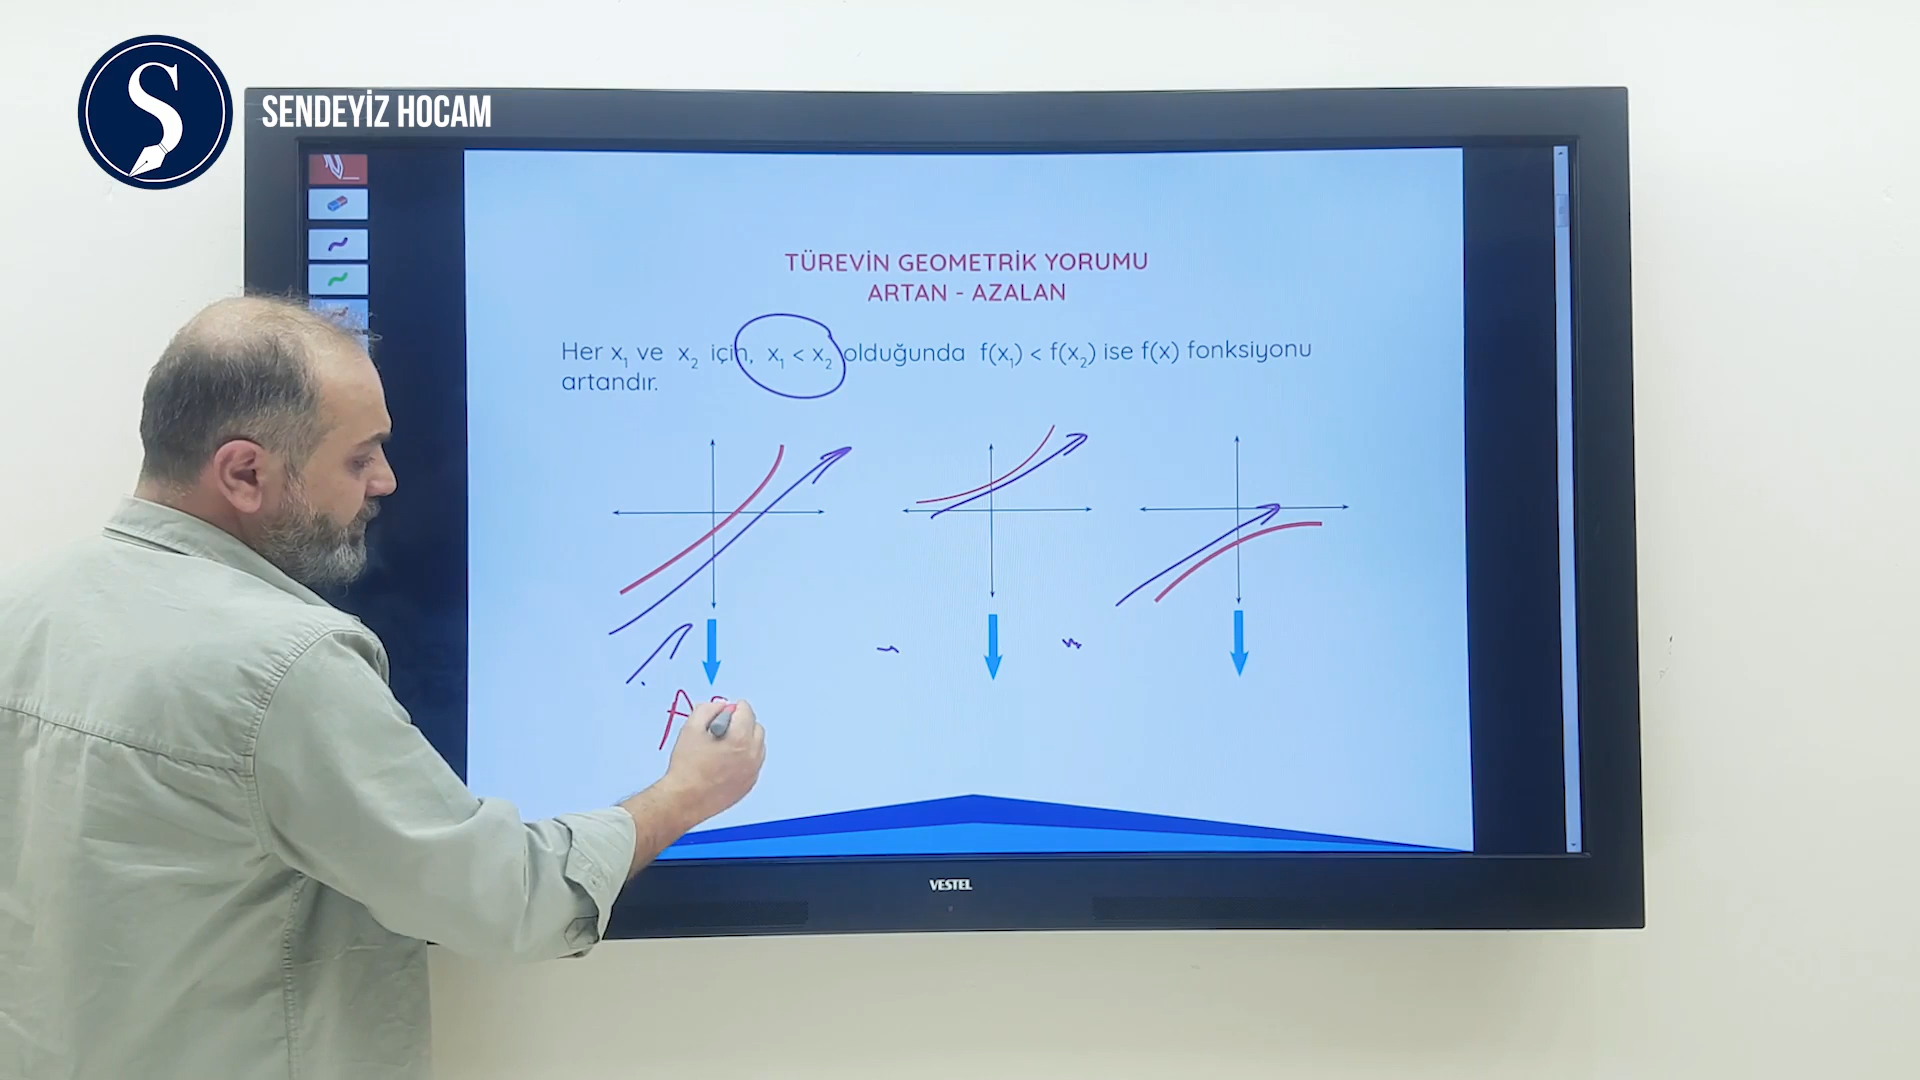 SENDEYİZ HOCAM
TÜREVİN GEOMETRİK YORUMU
ARTAN - AZALAN
Her x₁ ve x₂ için, x₁ < x₂ olduğunda f(x₁) < f(x₂) ise f(x) fonksiyonu
artandır.
VESTEL